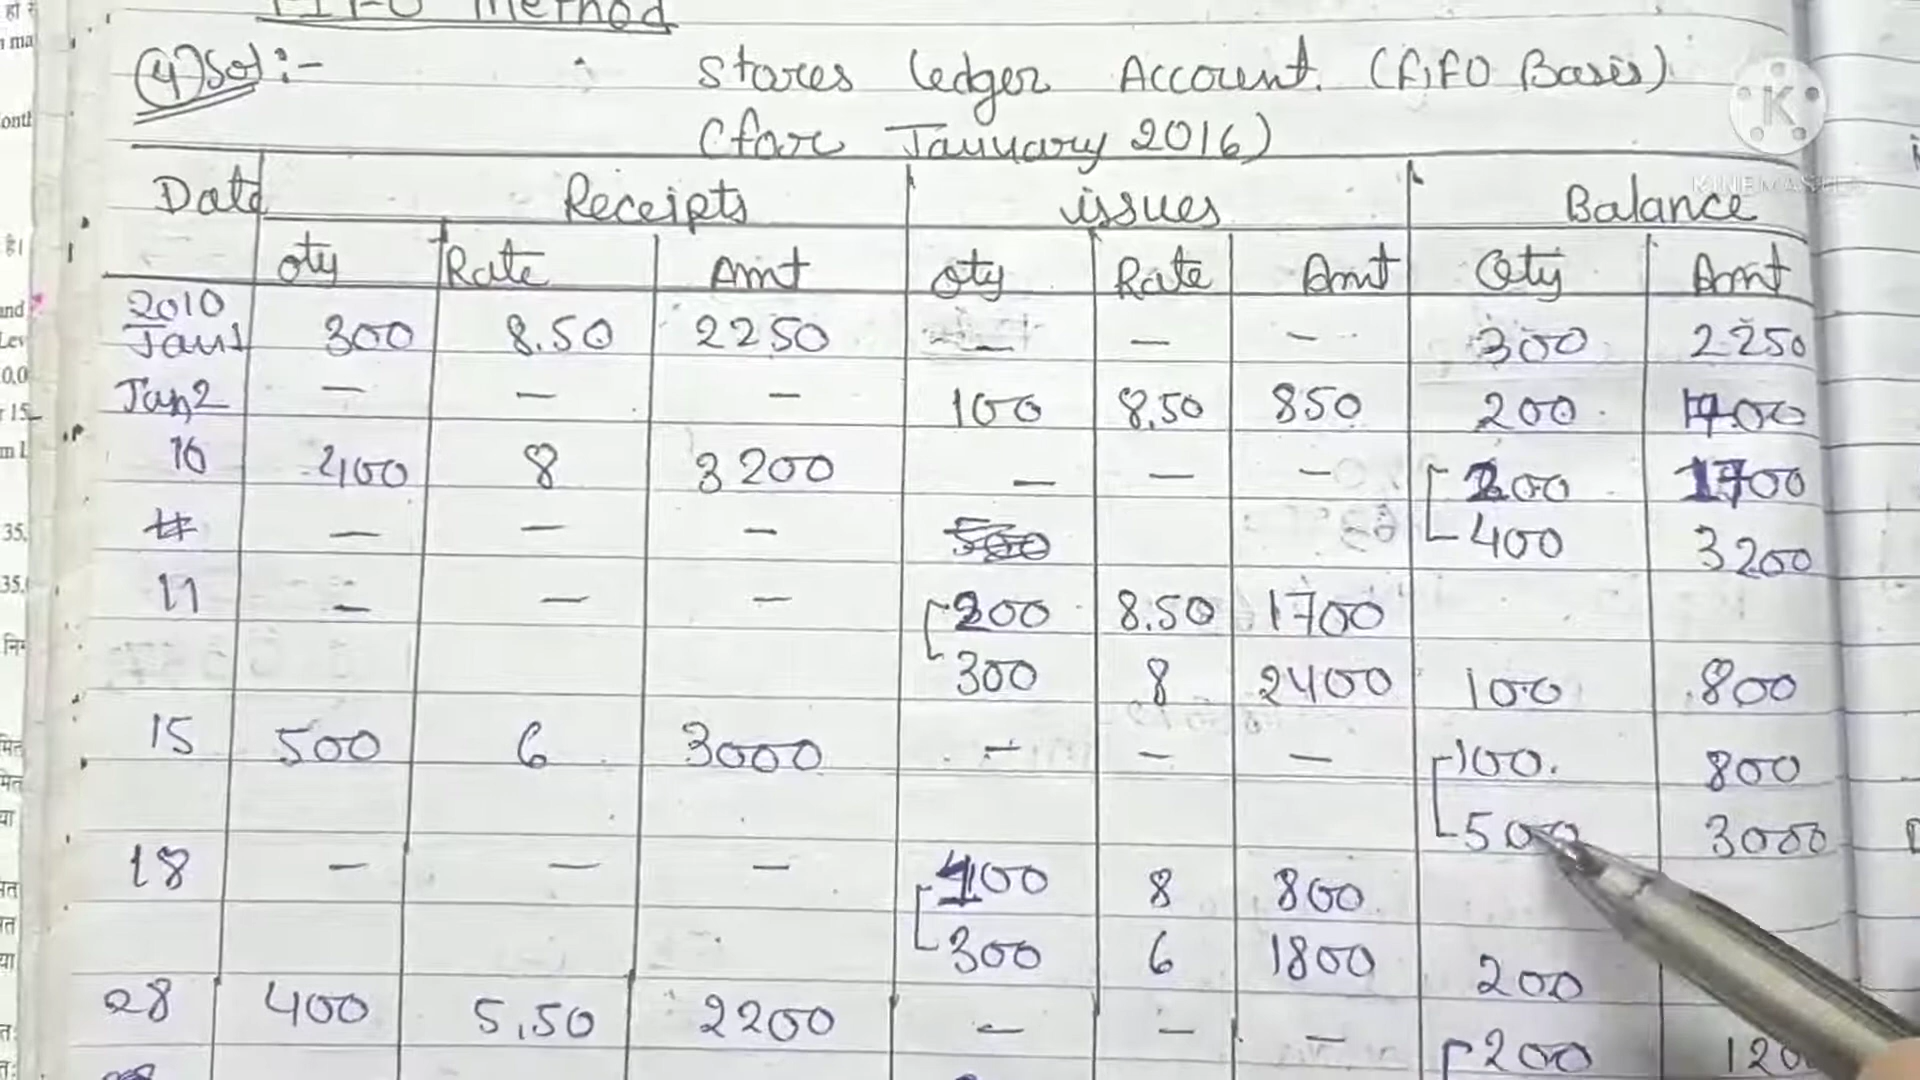 FIFO Method
(4) Sol:-
Stores Ledger Account. (FIFO Basis)
(for January 2016)
Date Receipts issues Balance
Qty Rate Amt Qty Rate Amt Qty Amt
2010
Jan 1 300 8.50 2250 — — — 300 2250
Jan 2 — — — 100 8.50 850 200 1700
10 400 8 3200 — — — 200 1700
400 3200
— — — 500
11 — — — 200 8.50 1700
300 8 2400 100 800
15 500 6 3000 — — — 100. 800
500 3000
18 — — — 100 8 800
300 6 1800 200
28 400 5.50 2200 — — — 200 120
KINEMASTER